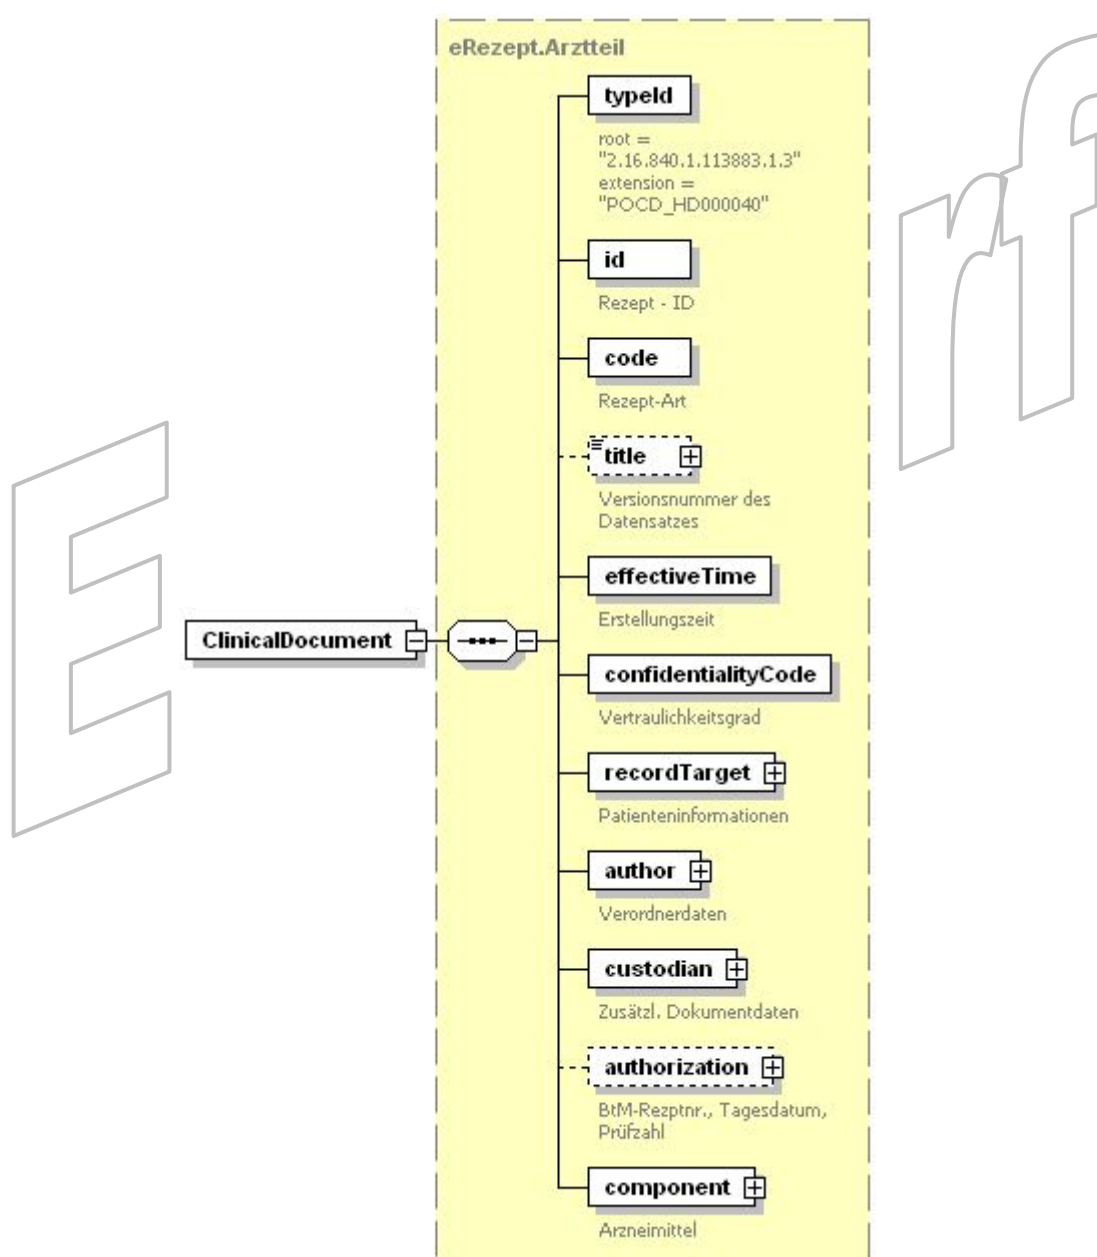 eRezept.Arztteil
typeId
root =
"2.16.840.1.113883.1.3"
extension =
"POCD_HD000040"
id
Rezept - ID
code
Rezept-Art
title
Versionsnummer des
Datensatzes
effectiveTime
Erstellungszeit
ClinicalDocument
confidentialityCode
Vertraulichkeitsgrad
recordTarget
Patienteninformationen
author
Verordnerdaten
custodian
Zusätzl. Dokumentdaten
authorization
BtM-Rezptnr., Tagesdatum,
Prüfzahl
component
Arzneimittel
E
rf